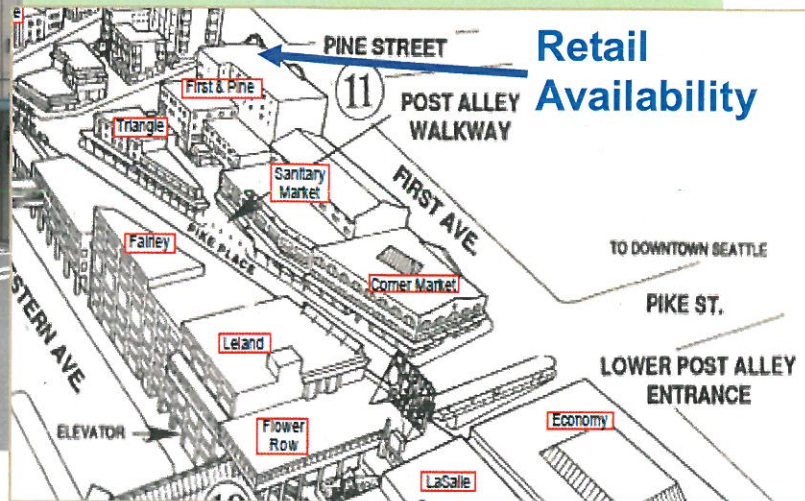 PINE STREET
Retail
Availability
First & Pine
11
POST ALLEY
WALKWAY
Triangle
Sanitary
Market
FIRST AVE.
Fairley
PIKE PLACE
TO DOWNTOWN SEATTLE
Corner Market
PIKE ST.
Leland
LOWER POST ALLEY
ENTRANCE
STERN AVE.
ELEVATOR
Flower
Row
Economy
LaSalle